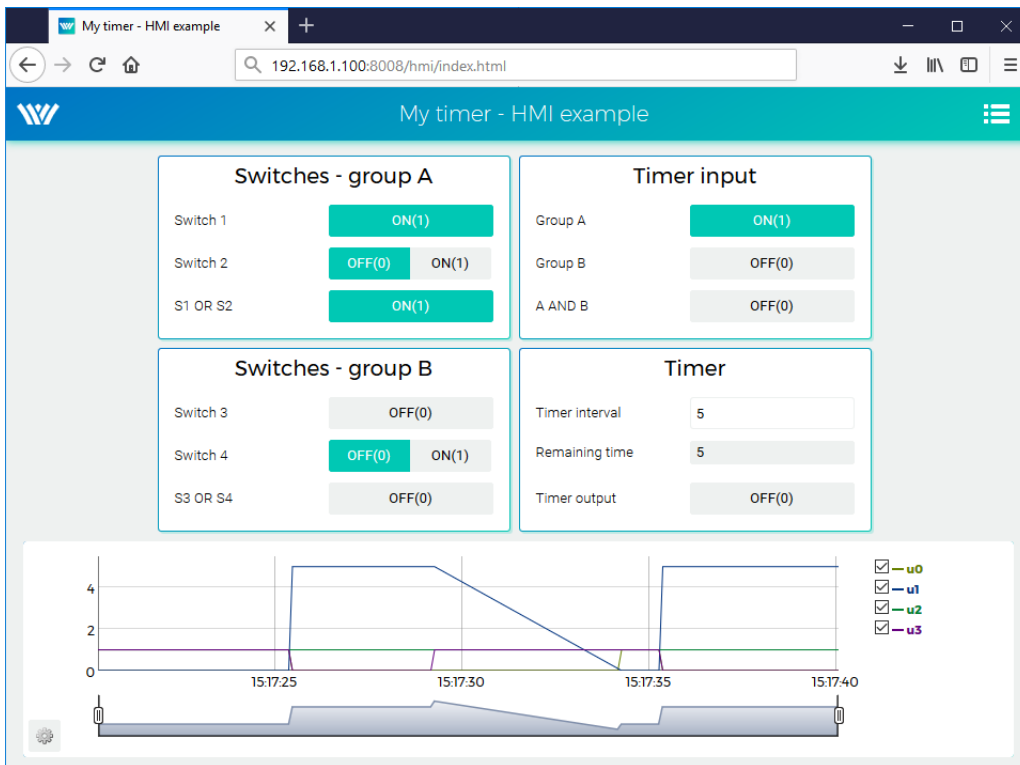 My timer - HMI example
192.168.1.100:8008/hmi/index.html
My timer - HMI example
Switches - group A
Switch 1 ON(1)
Switch 2 OFF(0) ON(1)
S1 OR S2 ON(1)
Timer input
Group A ON(1)
Group B OFF(0)
A AND B OFF(0)
Switches - group B
Switch 3 OFF(0)
Switch 4 OFF(0) ON(1)
S3 OR S4 OFF(0)
Timer
Timer interval 5
Remaining time 5
Timer output OFF(0)
4
2
0
15:17:25 15:17:30 15:17:35 15:17:40
u0
u1
u2
u3